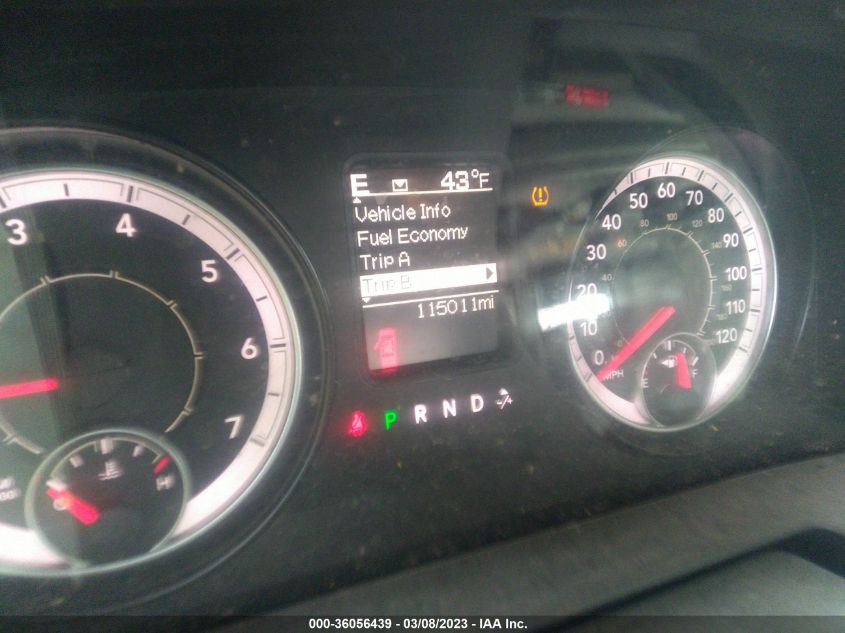 E 43°F
Vehicle Info
Fuel Economy
Trip A
Trip B
115011mi
P R N D -/+
3
4
5
6
7
H
0
10
20
30
40
50
60
70
80
90
100
110
120
MPH
E F
000-36056439 - 03/08/2023 - IAA Inc.